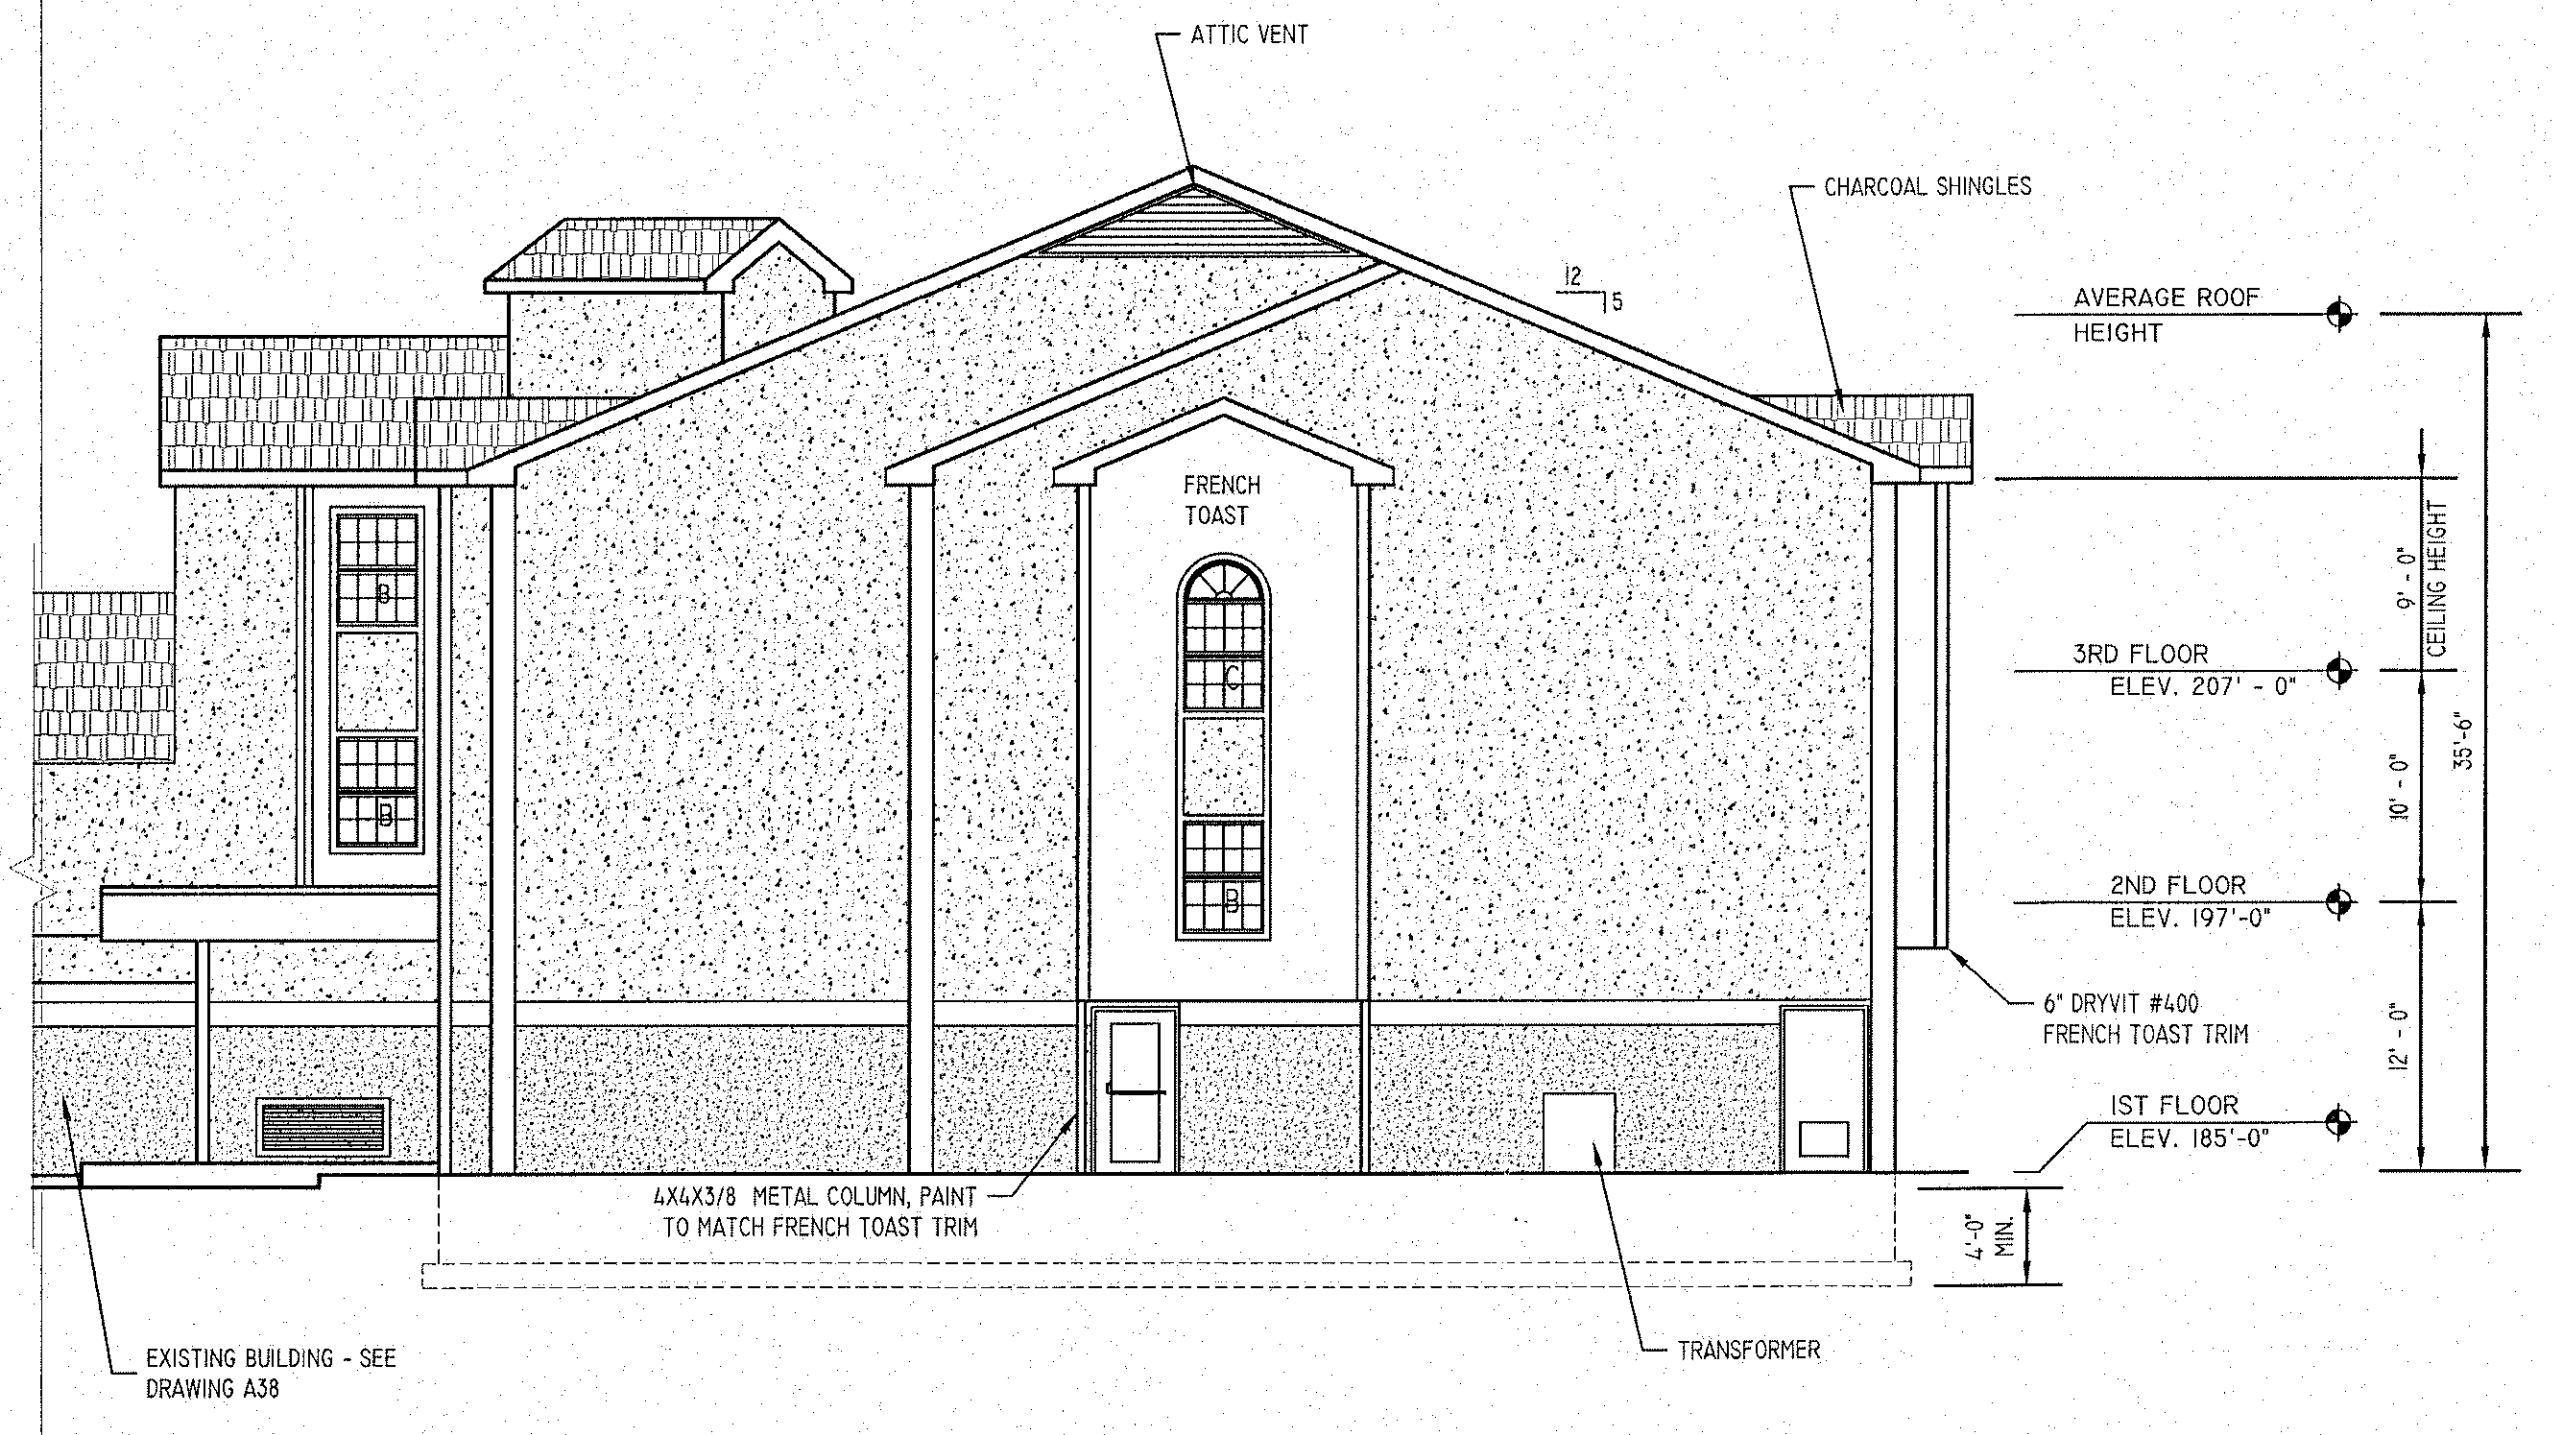 ATTIC VENT
CHARCOAL SHINGLES
12
5
AVERAGE ROOF
HEIGHT
FRENCH
TOAST
9' - 0"
CEILING HEIGHT
B
C
3RD FLOOR
ELEV. 207' - 0"
35'-6"
10' - 0"
B
B
2ND FLOOR
ELEV. 197'-0"
6" DRYVIT #400
FRENCH TOAST TRIM
12' - 0"
1ST FLOOR
ELEV. 185'-0"
4X4X3/8 METAL COLUMN, PAINT
TO MATCH FRENCH TOAST TRIM
4'-0"
MIN.
TRANSFORMER
EXISTING BUILDING - SEE
DRAWING A38